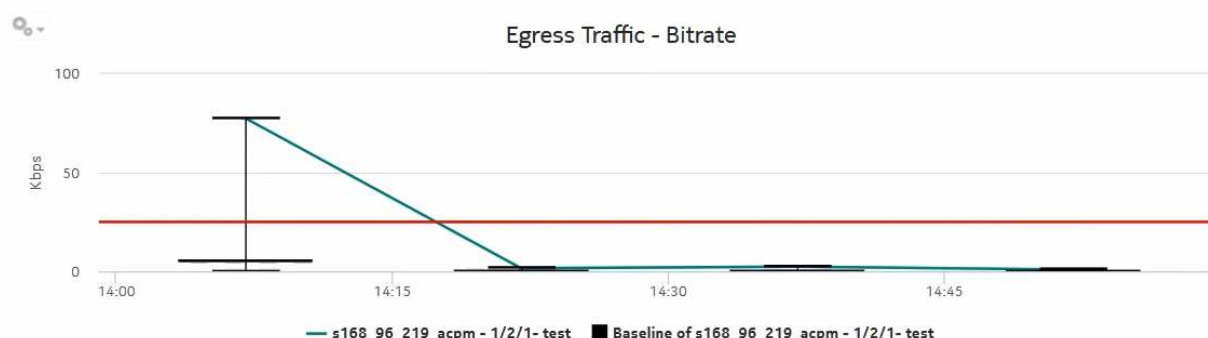 Egress Traffic - Bitrate
100
50
0
Kbps
14:00 14:15 14:30 14:45
s168_96_219_acpm - 1/2/1- test Baseline of s168_96_219_acpm - 1/2/1- test